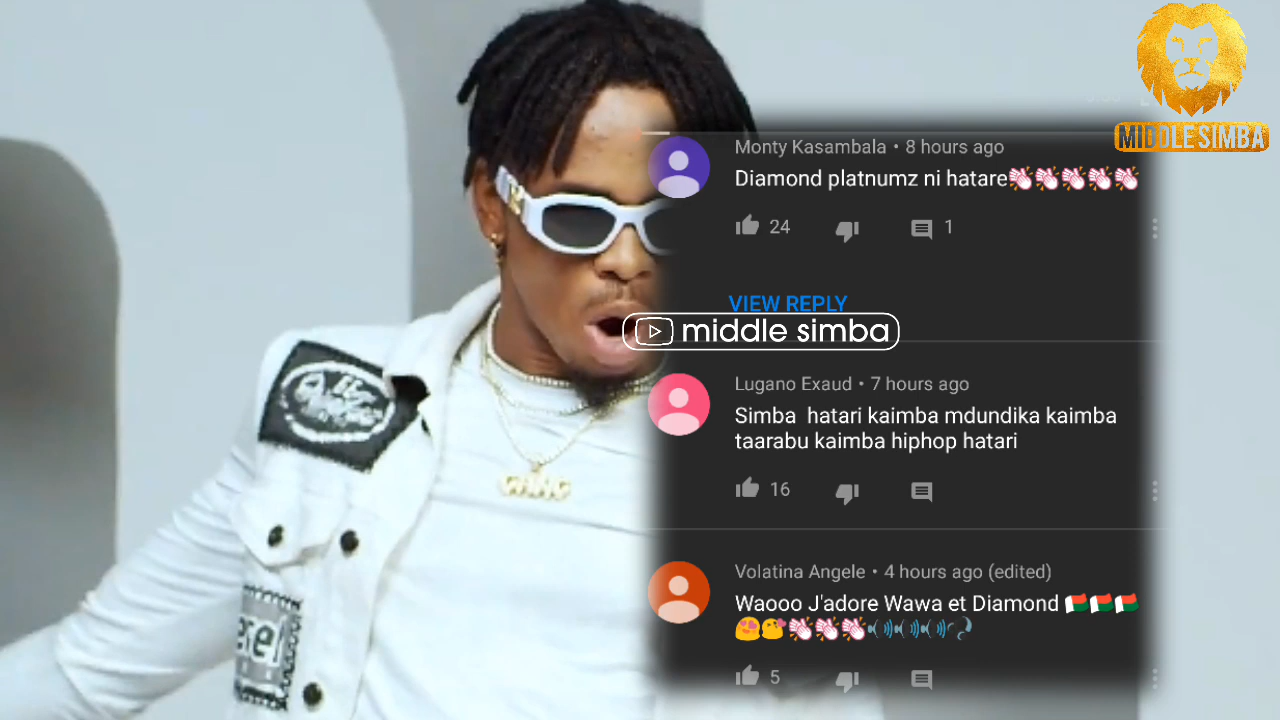 MIDDLE SIMBA
Monty Kasambala • 8 hours ago
Diamond platnumz ni hatare👏🏻👏🏻👏🏻👏🏻👏🏻
24 1
VIEW REPLY
middle simba
Lugano Exaud • 7 hours ago
Simba hatari kaimba mdundika kaimba
taarabu kaimba hiphop hatari
16
Volatina Angele • 4 hours ago (edited)
Waooo J'adore Wawa et Diamond 🇲🇬🇲🇬🇲🇬
😍😘👏🏻👏🏻👏🏻
5